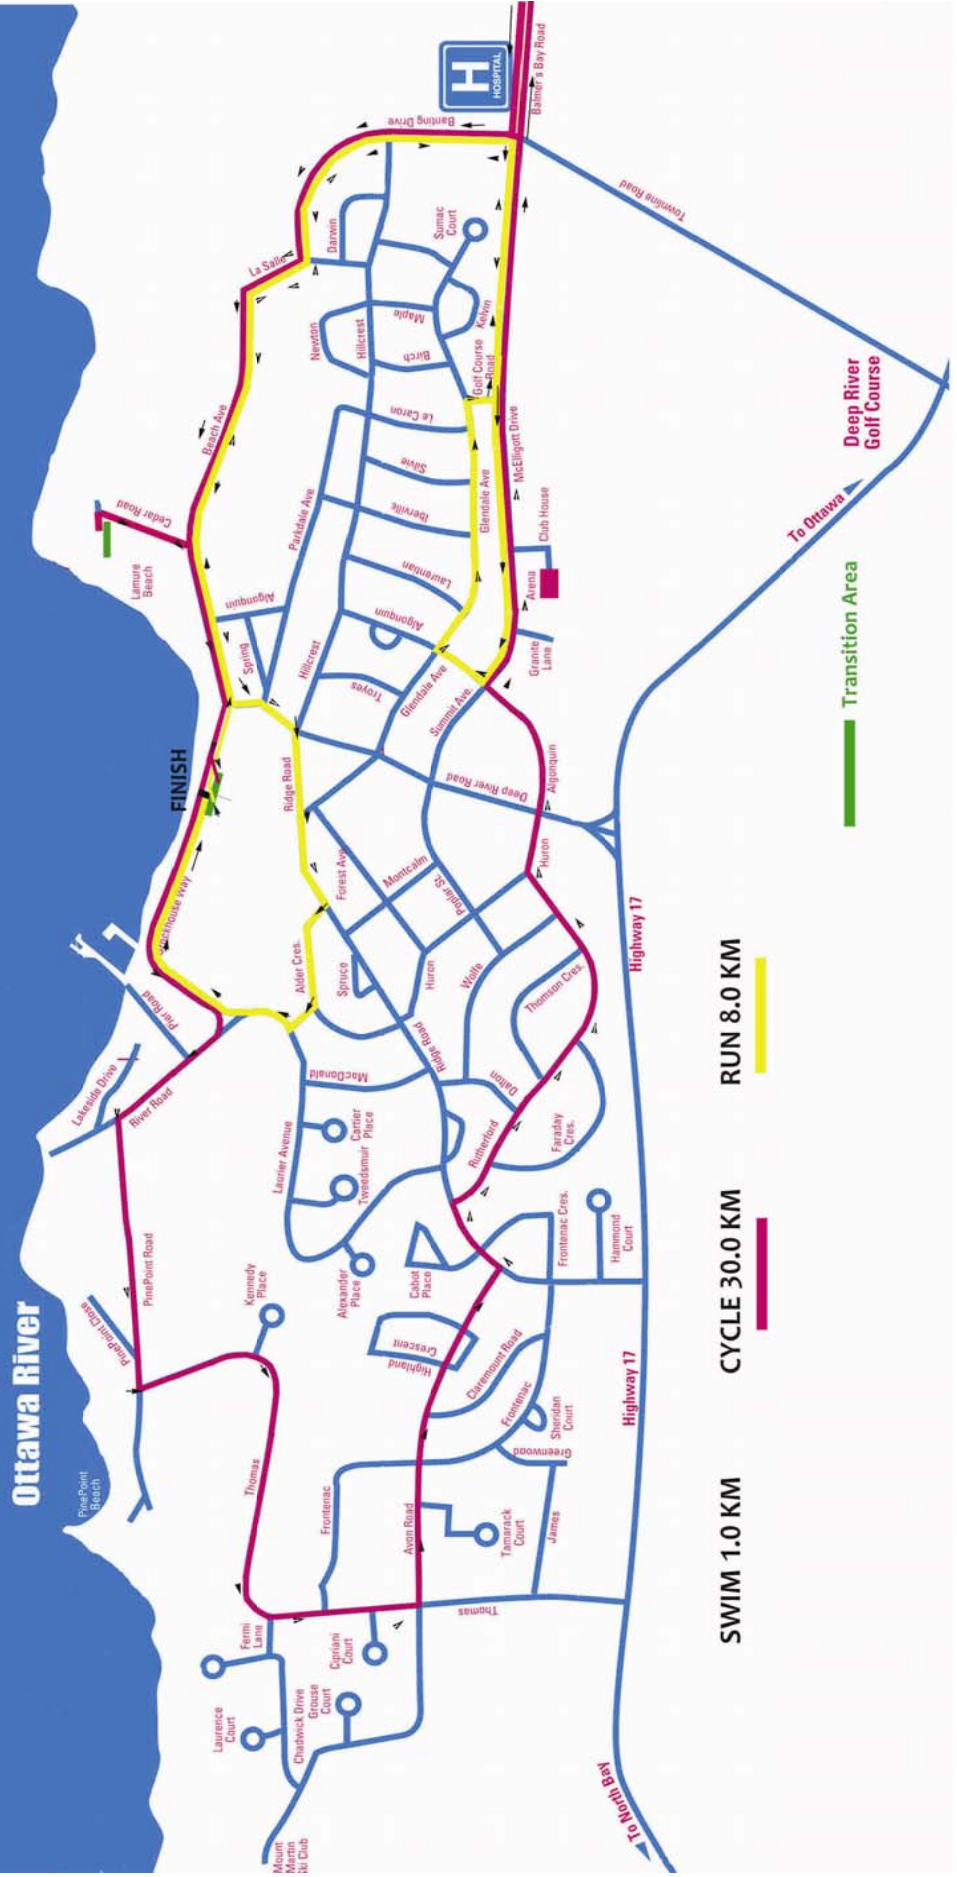 Ottawa River
H
HOSPITAL
Balmer's Bay Road
Banting Drive
Townline Road
La Salle
Darwin
Sumac
Court
Newton
Hillcrest
Maple
Birch
Kelvin
Golf Course
Road
Le Caron
Silvie
Iberville
Laurentian
Algonquin
Glendale Ave
McElligott Drive
Club House
Arena
Granite
Lane
Deep River
Golf Course
To Ottawa
Beach Ave
Cedar Road
Lamure
Beach
Parkdale Ave
Algonquin
Spring
Hillcrest
Troyes
Glendale Ave
Summit Ave.
Deep River Road
Algonquin
Huron
FINISH
Ridge Road
Forest Ave
Montcalm
Poplar St.
Brockhouse Way
Alder Cres.
Spruce
Huron
Wolfe
Thomson Cres.
Ridge Road
Dalton
Rutherford
Faraday
Cres.
Pier Road
Lakeside Drive
River Road
MacDonald
Laurier Avenue
Cartier
Place
Tweedsmuir
Alexander
Place
Cabot
Place
Frontenac Cres.
Hammond
Court
PinePoint Road
PinePoint Close
PinePoint
Beach
Kennedy
Place
Highland
Crescent
Claremount Road
Frontenac
Sheridan
Court
Greenwood
Thomas
Frontenac
Avon Road
Tamarack
Court
James
Thomas
Fermi
Lane
Cipriani
Court
Laurence
Court
Chadwick Drive
Grouse
Court
Mount
Martin
Ski Club
To North Bay
Highway 17
Highway 17
SWIM 1.0 KM
CYCLE 30.0 KM
RUN 8.0 KM
Transition Area